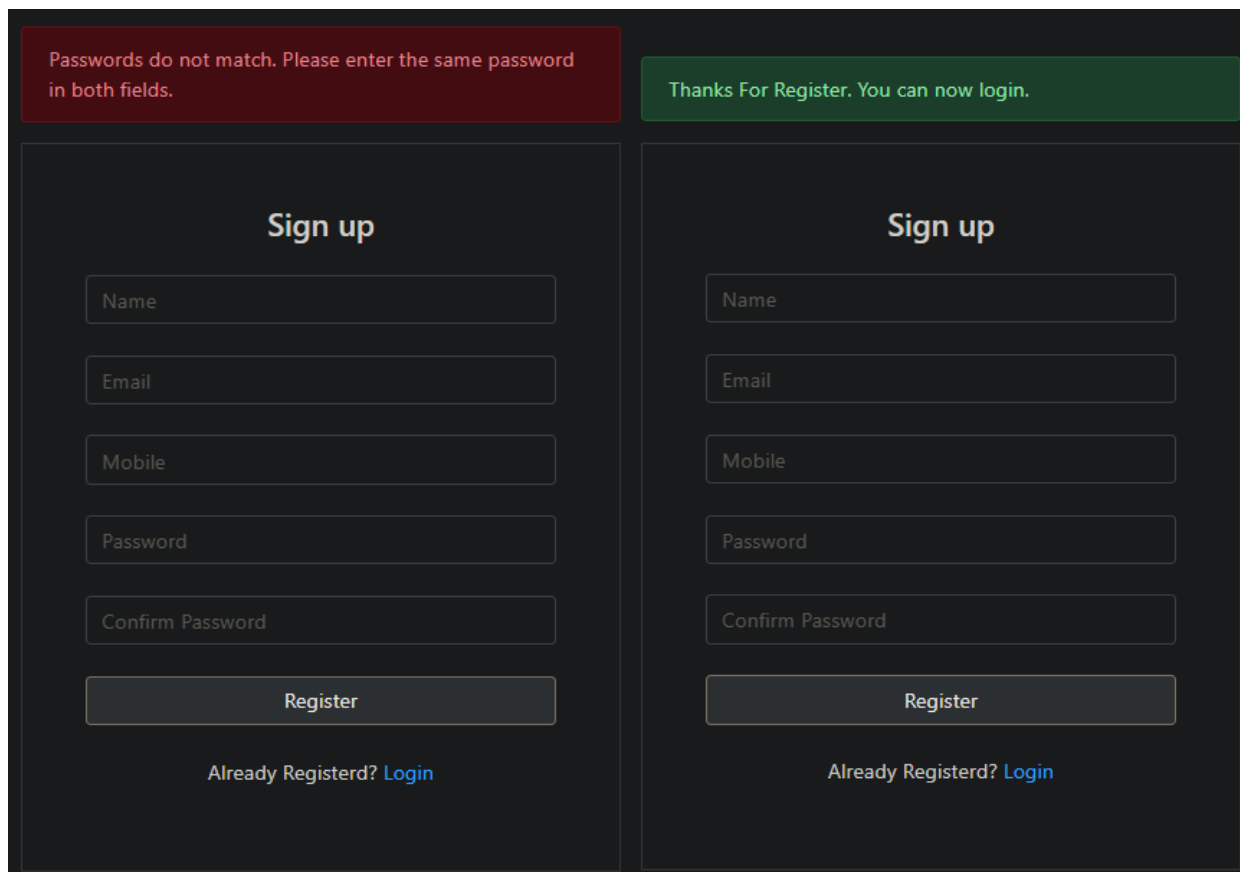 Passwords do not match. Please enter the same password
in both fields.
Sign up
Name
Email
Mobile
Password
Confirm Password
Register
Already Registerd? Login
Thanks For Register. You can now login.
Sign up
Name
Email
Mobile
Password
Confirm Password
Register
Already Registerd? Login